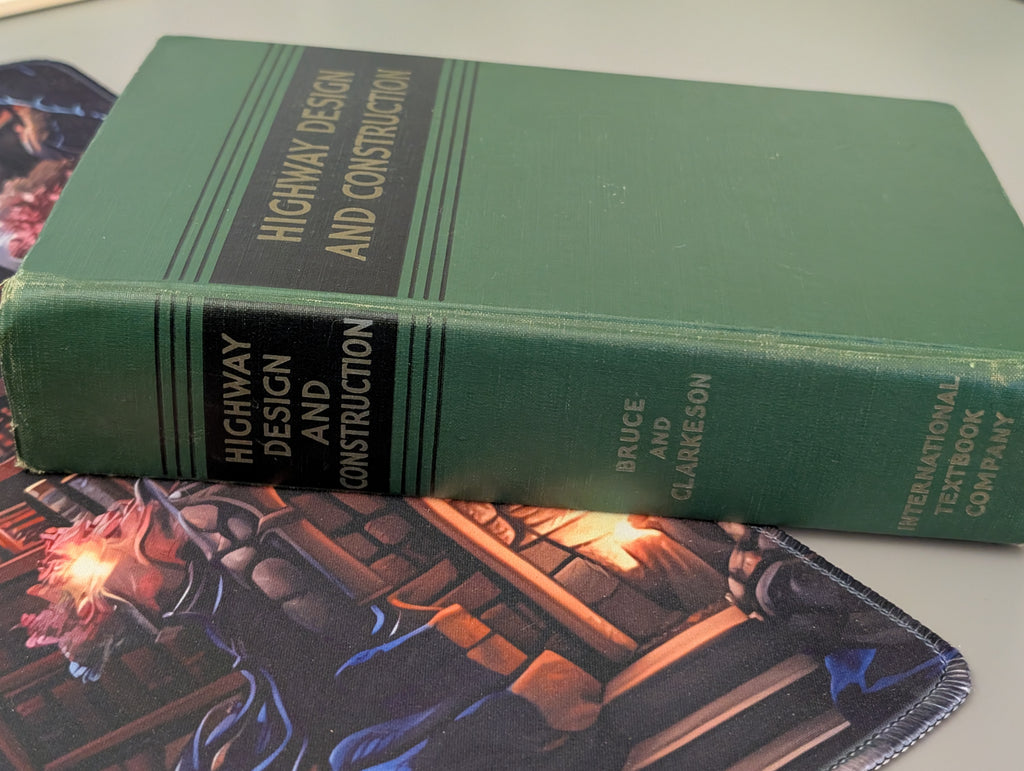 HIGHWAY DESIGN
AND CONSTRUCTION
HIGHWAY
DESIGN
AND
CONSTRUCTION
BRUCE
AND
CLARKESON
INTERNATIONAL
TEXTBOOK
COMPANY